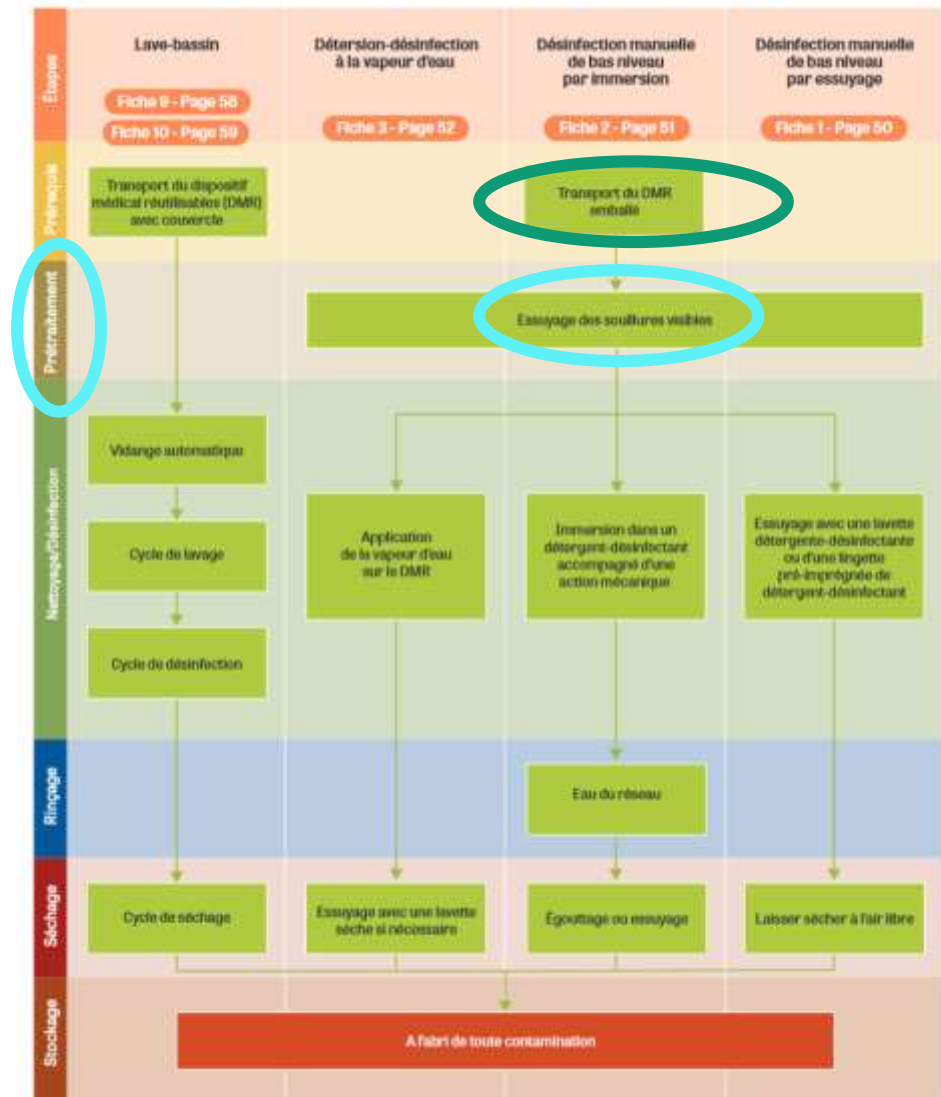 Étapes
Lave-bassin
Fiche 9 - Page 58
Fiche 10 - Page 59
Détersion-désinfection
à la vapeur d'eau
Fiche 3 - Page 52
Désinfection manuelle
de bas niveau
par immersion
Fiche 2 - Page 51
Désinfection manuelle
de bas niveau
par essuyage
Fiche 1 - Page 50
Prérequis
Transport du dispositif
médical réutilisables (DMR)
avec couvercle
Transport du DMR
emballé
Prétraitement
Essuyage des souillures visibles
Nettoyage/Désinfection
Vidange automatique
Cycle de lavage
Cycle de désinfection
Application
de la vapeur d'eau
sur le DMR
Immersion dans un
détergent-désinfectant
accompagné d'une
action mécanique
Essuyage avec une lavette
détergente-désinfectante
ou d'une lingette
pré-imprégnée de
détergent-désinfectant
Rinçage
Eau du réseau
Séchage
Cycle de séchage
Essuyage avec une lavette
sèche si nécessaire
Égouttage ou essuyage
Laisser sécher à l'air libre
Stockage
A l'abri de toute contamination